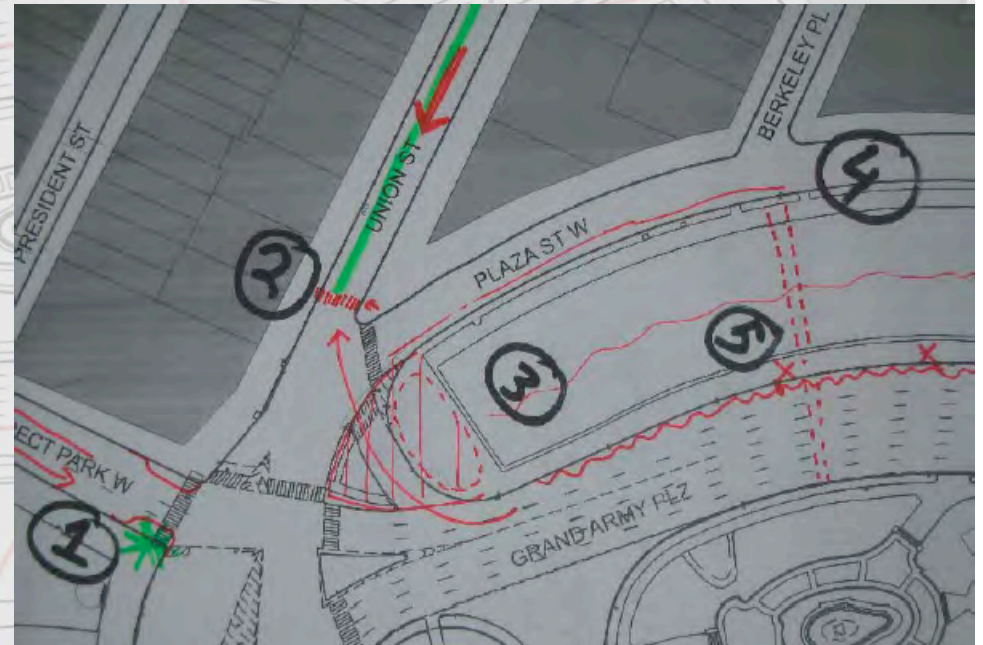 PRESIDENT ST
UNION ST
BERKELEY PL
PLAZA ST W
4
2
3
5
ECT PARK W
1
GRAND ARMY PLZ